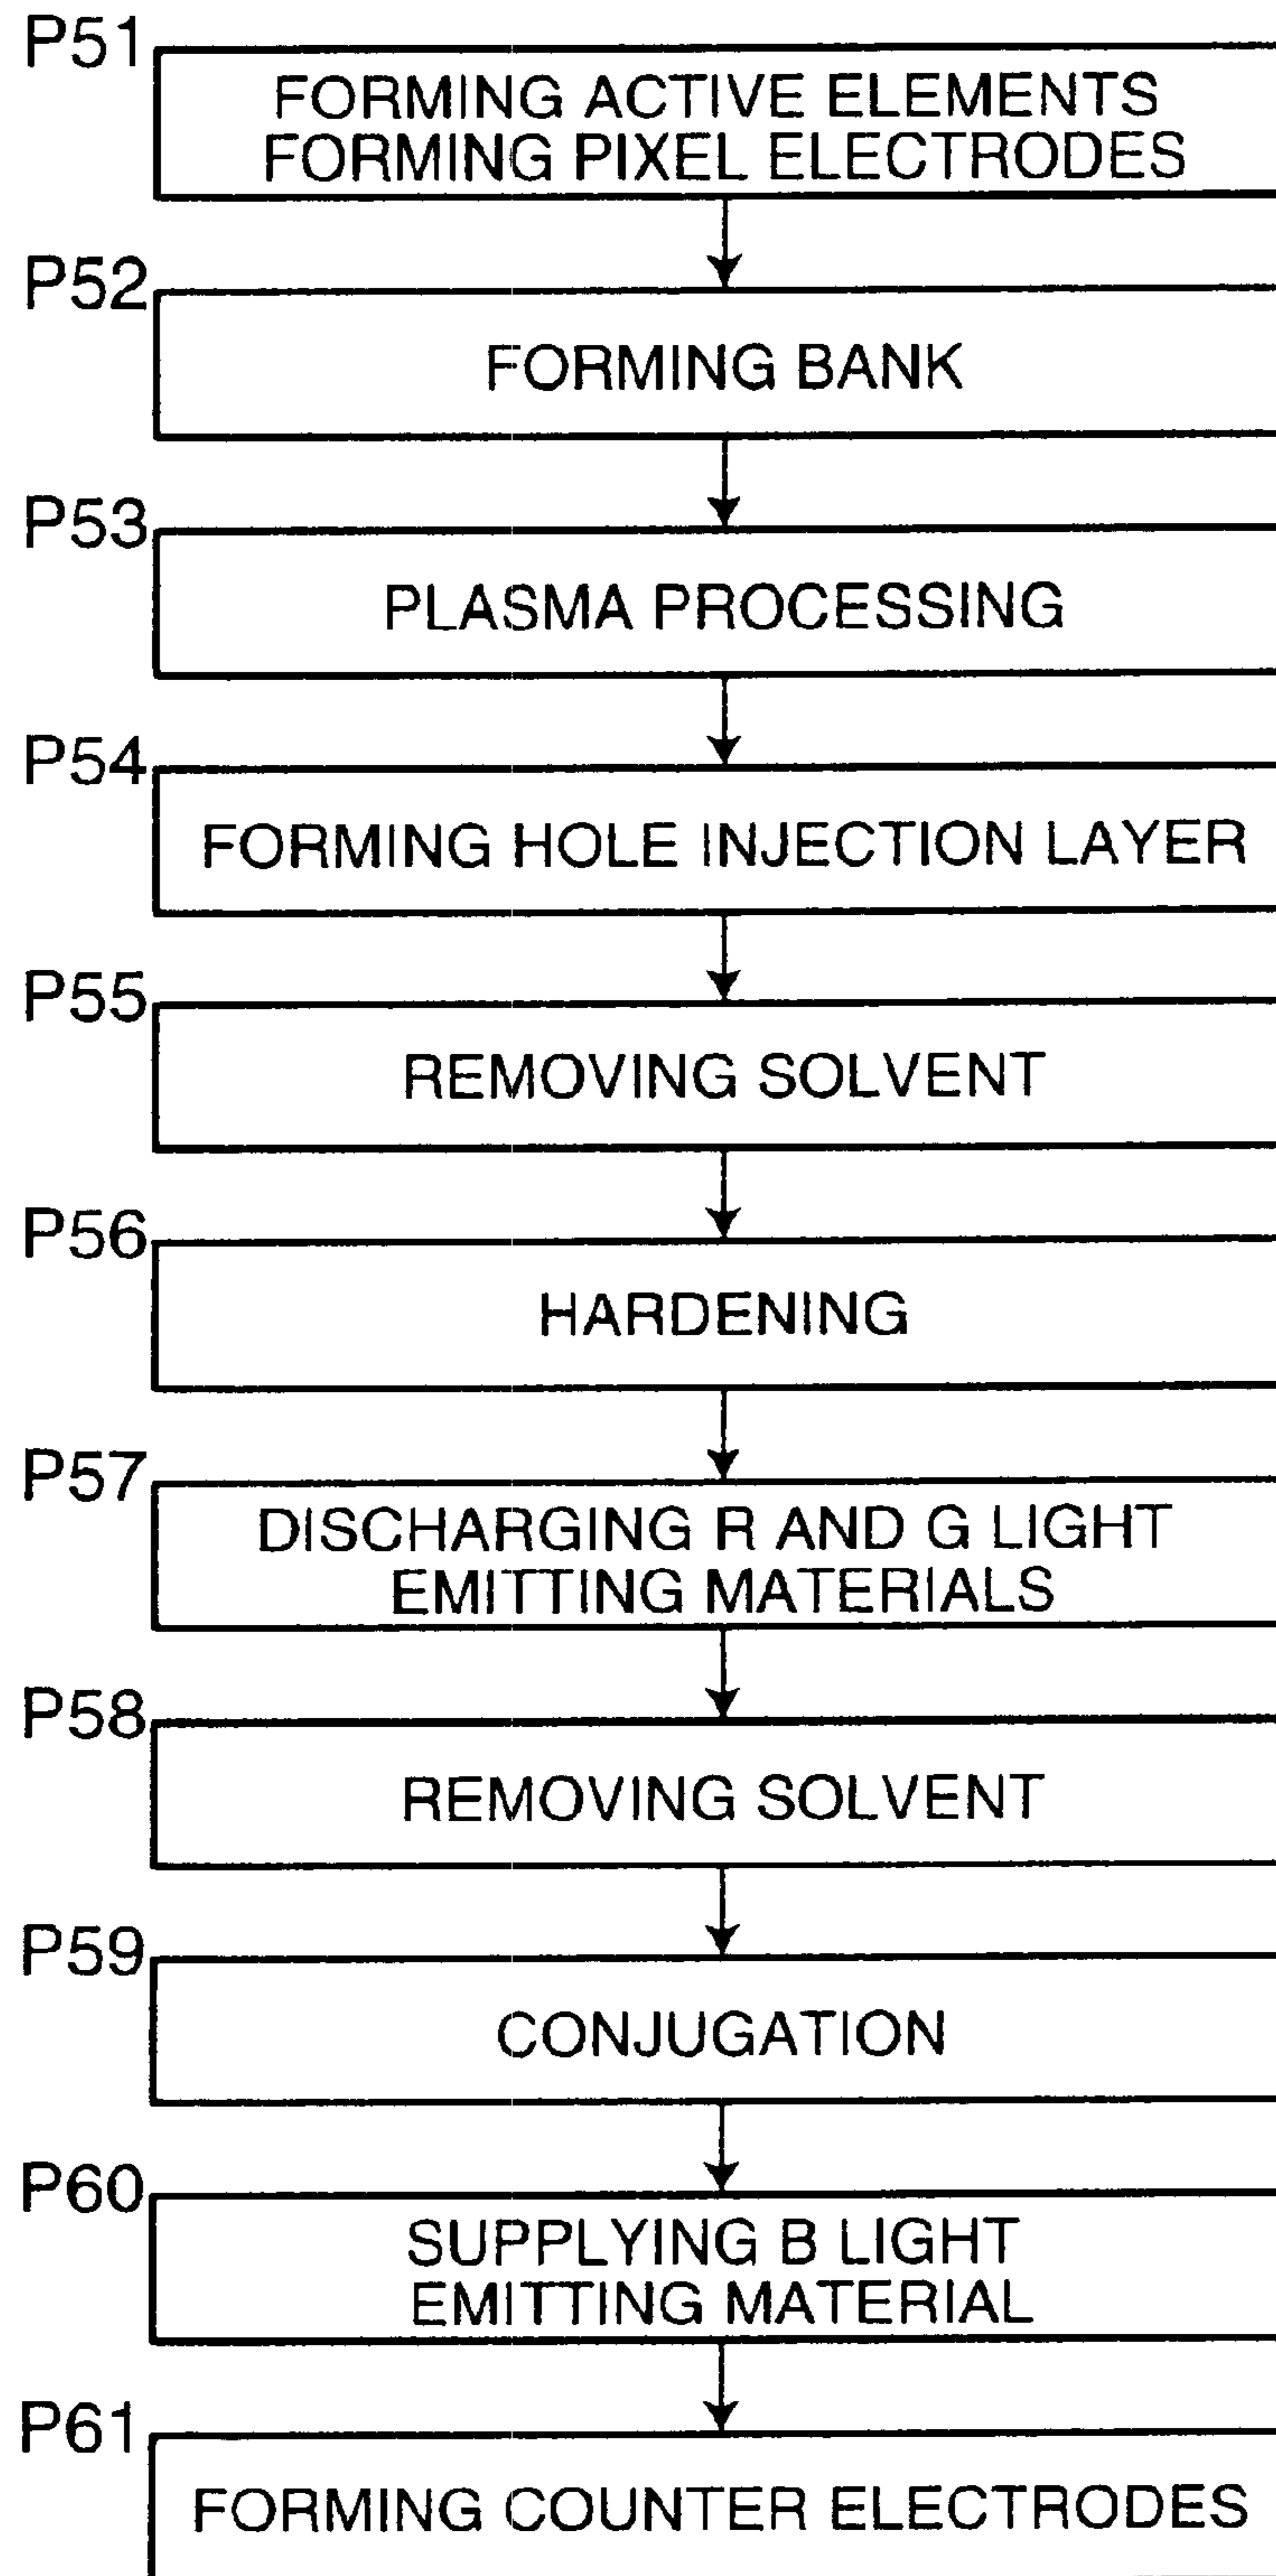 P51
FORMING ACTIVE ELEMENTS
FORMING PIXEL ELECTRODES
P52
FORMING BANK
P53
PLASMA PROCESSING
P54
FORMING HOLE INJECTION LAYER
P55
REMOVING SOLVENT
P56
HARDENING
P57
DISCHARGING R AND G LIGHT
EMITTING MATERIALS
P58
REMOVING SOLVENT
P59
CONJUGATION
P60
SUPPLYING B LIGHT
EMITTING MATERIAL
P61
FORMING COUNTER ELECTRODES